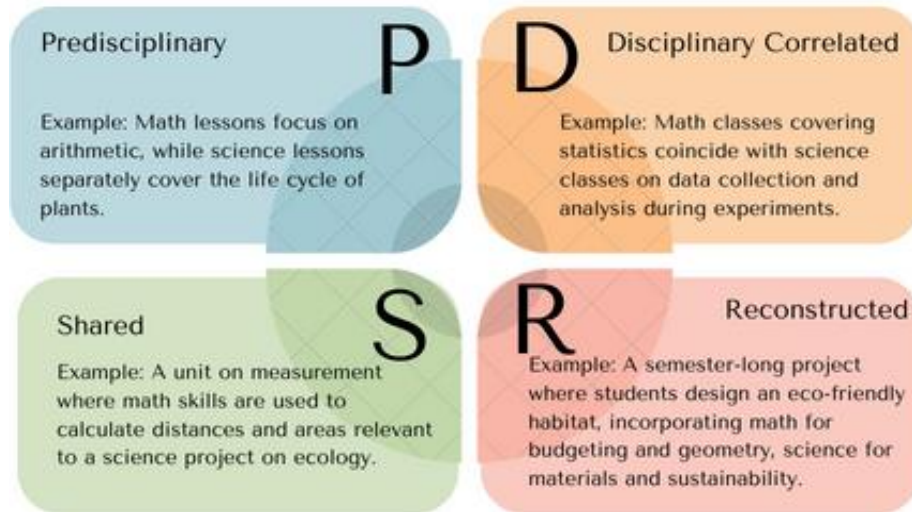 Predisciplinary
P
Example: Math lessons focus on
arithmetic, while science lessons
separately cover the life cycle of
plants.
D
Disciplinary Correlated
Example: Math classes covering
statistics coincide with science
classes on data collection and
analysis during experiments.
Shared
S
Example: A unit on measurement
where math skills are used to
calculate distances and areas relevant
to a science project on ecology.
R
Reconstructed
Example: A semester-long project
where students design an eco-friendly
habitat, incorporating math for
budgeting and geometry, science for
materials and sustainability.